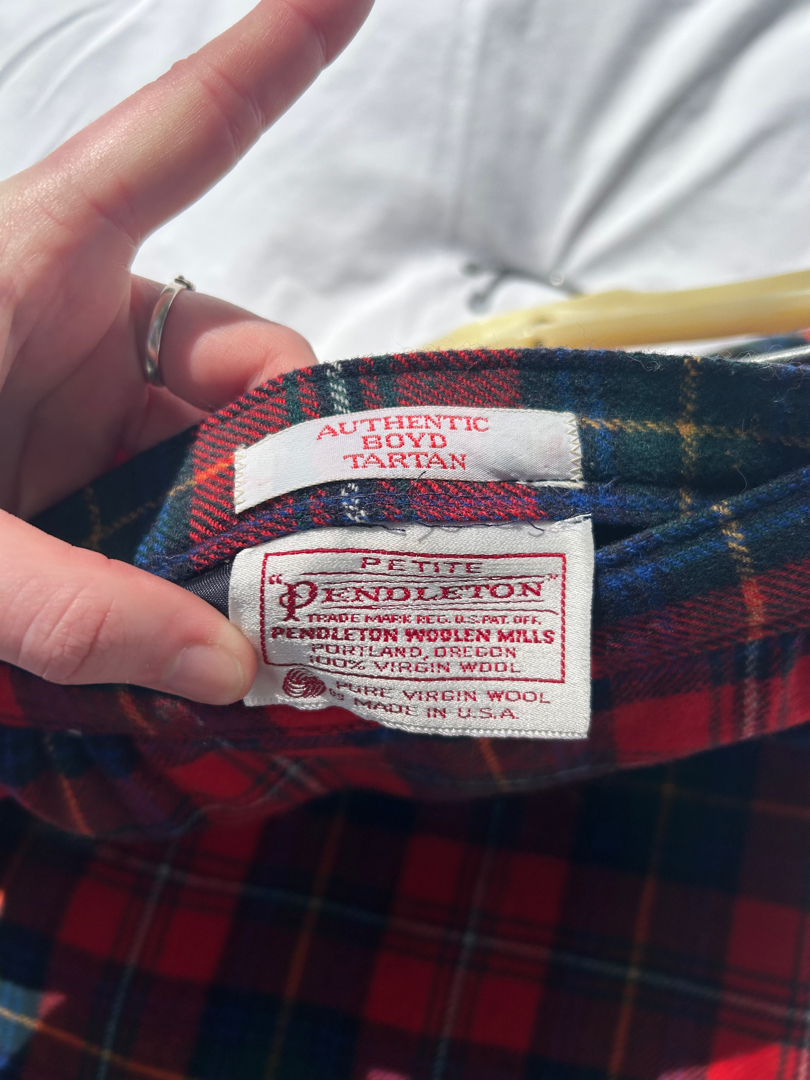 AUTHENTIC
BOYD
TARTAN
PETITE
"PENDLETON"
TRADE MARK REG. U.S. PAT. OFF.
PENDLETON WOOLEN MILLS
PORTLAND, OREGON
100% VIRGIN WOOL
PURE VIRGIN WOOL
MADE IN U.S.A.